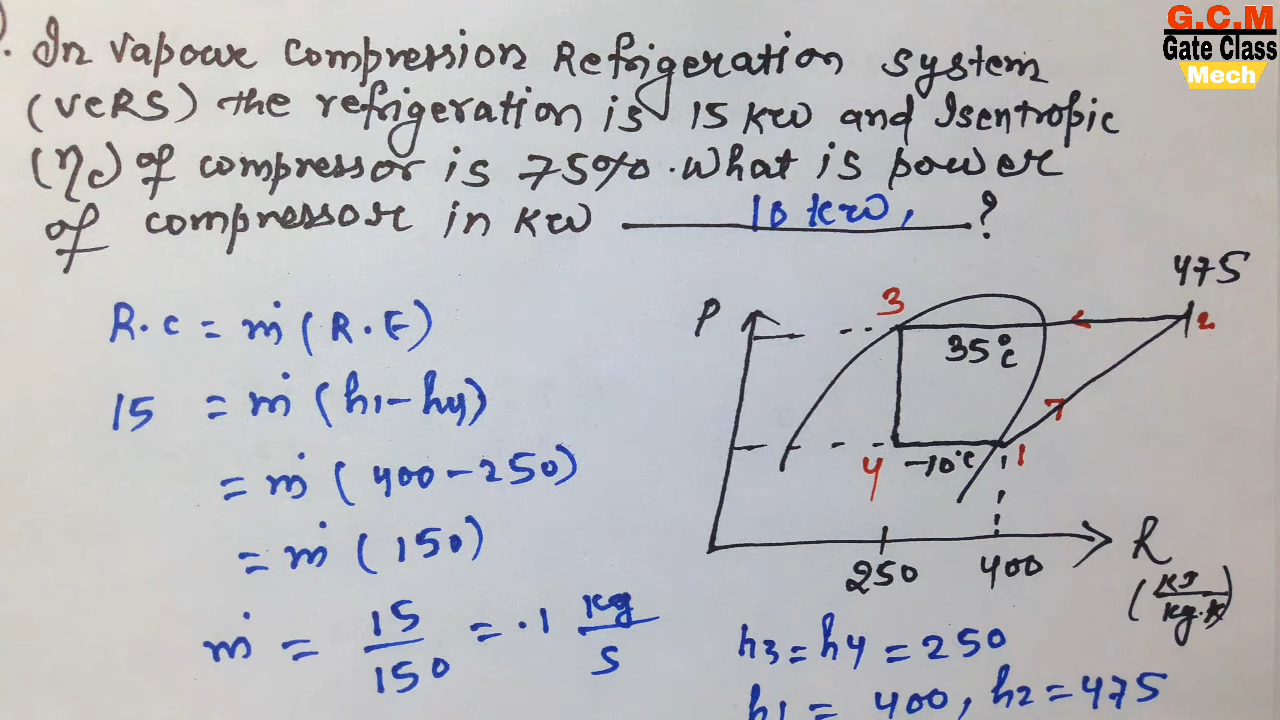 G.C.M
Gate Class
Mech
In vapour compression Refrigeration system
(VCRS) the refrigeration is 15 kw and Isentropic
(ηc) of compressor is 75%. what is power
of compressor in kw 10 kw, ?
R.C = ṁ (R.E)
15 = ṁ (h1-h4)
= ṁ (400-250)
= ṁ (150)
ṁ = 15/150 = .1 kg/s
475
P
3
2
35°C
4
-10°C
1
250
400
h
(kJ/kg.k)
h3 = h4 = 250
h1 = 400, h2 = 475